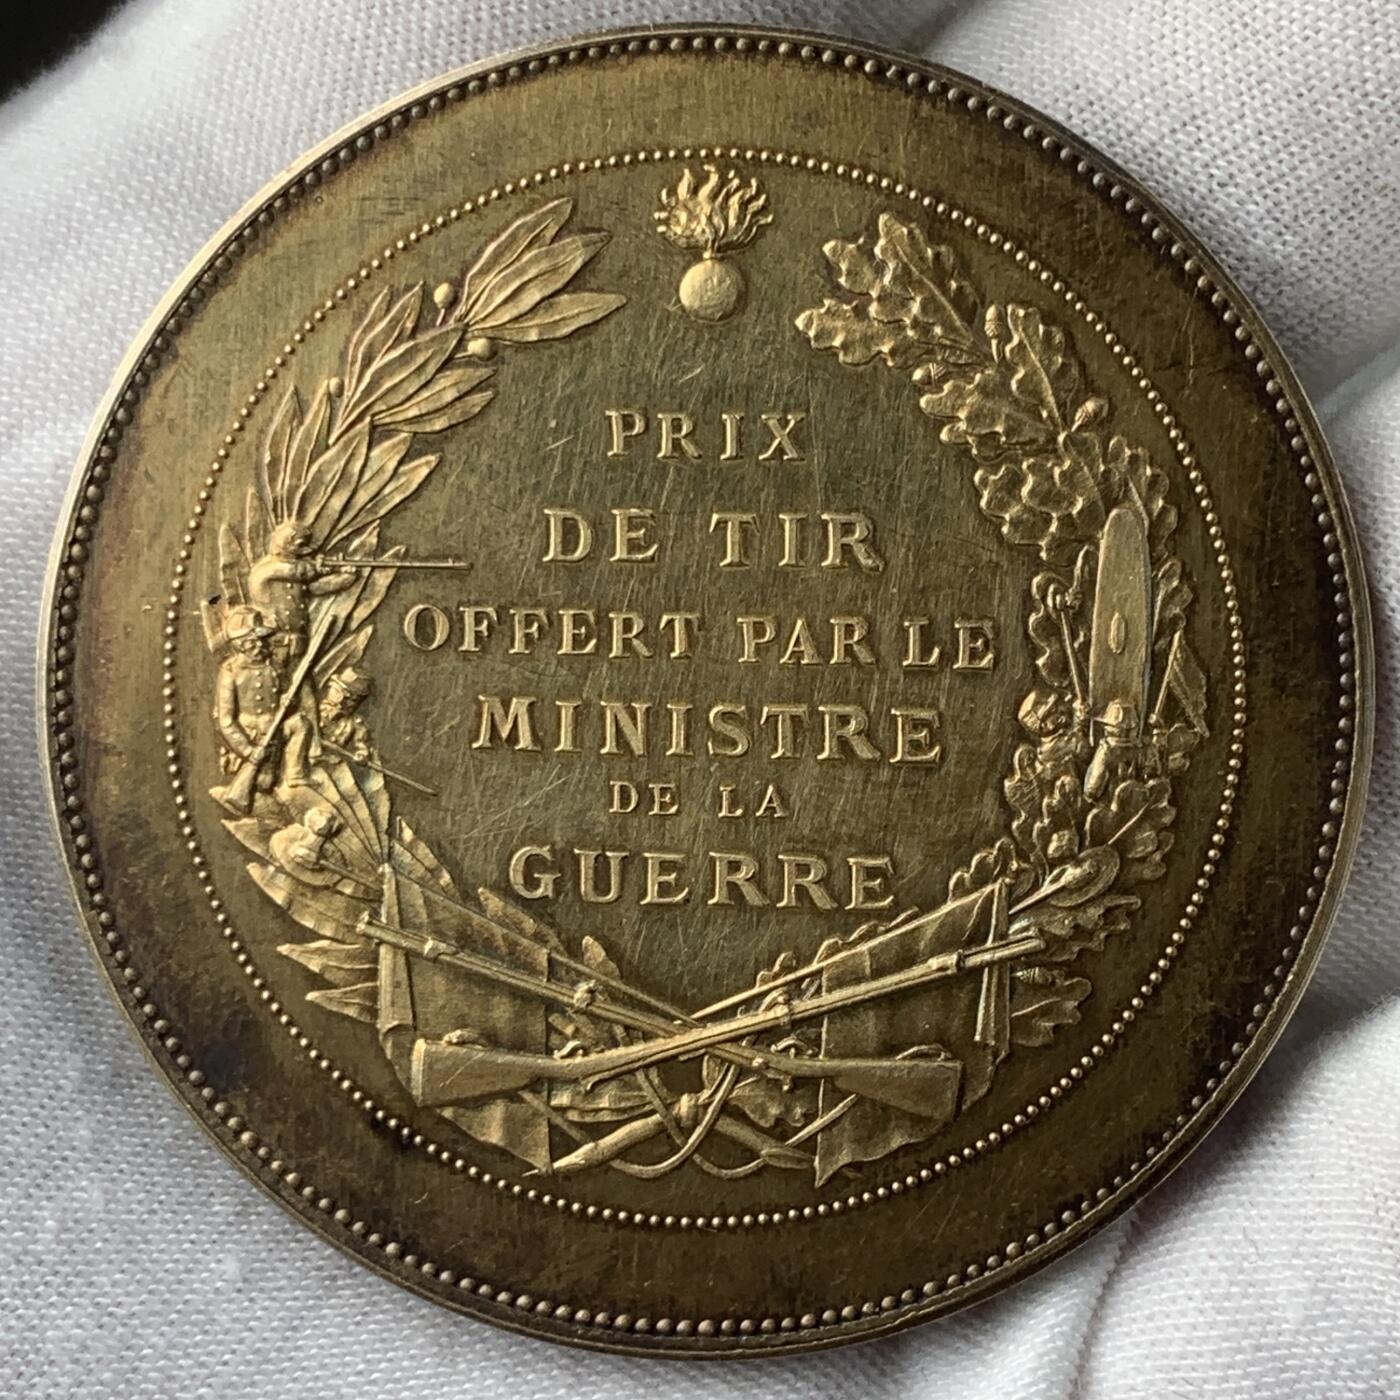 PRIX
DE TIR
OFFERT PAR LE
MINISTRE
DE LA
GUERRE